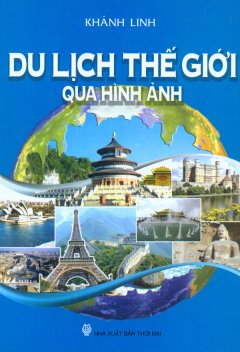 KHÁNH LINH
DU LỊCH THẾ GIỚI
QUA HÌNH ẢNH
NHÀ XUẤT BẢN THỜI ĐẠI